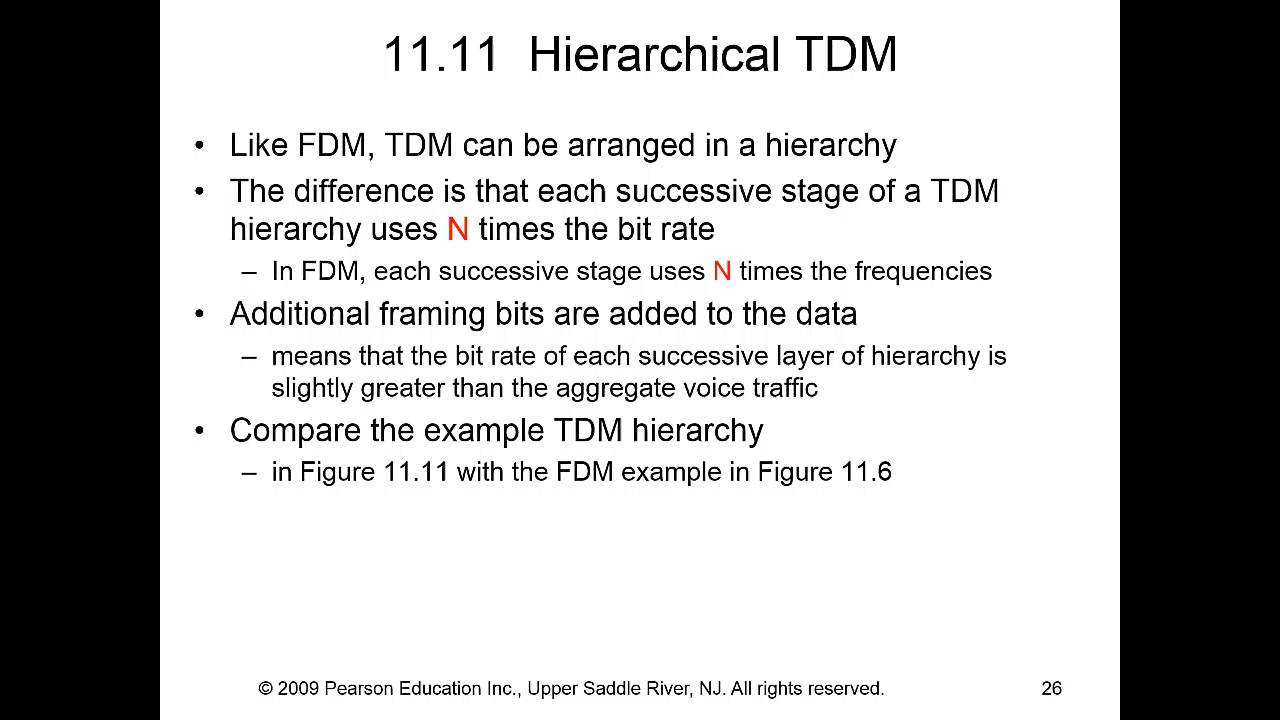 11.11 Hierarchical TDM
• Like FDM, TDM can be arranged in a hierarchy
• The difference is that each successive stage of a TDM
hierarchy uses N times the bit rate
– In FDM, each successive stage uses N times the frequencies
• Additional framing bits are added to the data
– means that the bit rate of each successive layer of hierarchy is
slightly greater than the aggregate voice traffic
• Compare the example TDM hierarchy
– in Figure 11.11 with the FDM example in Figure 11.6
© 2009 Pearson Education Inc., Upper Saddle River, NJ. All rights reserved.
26